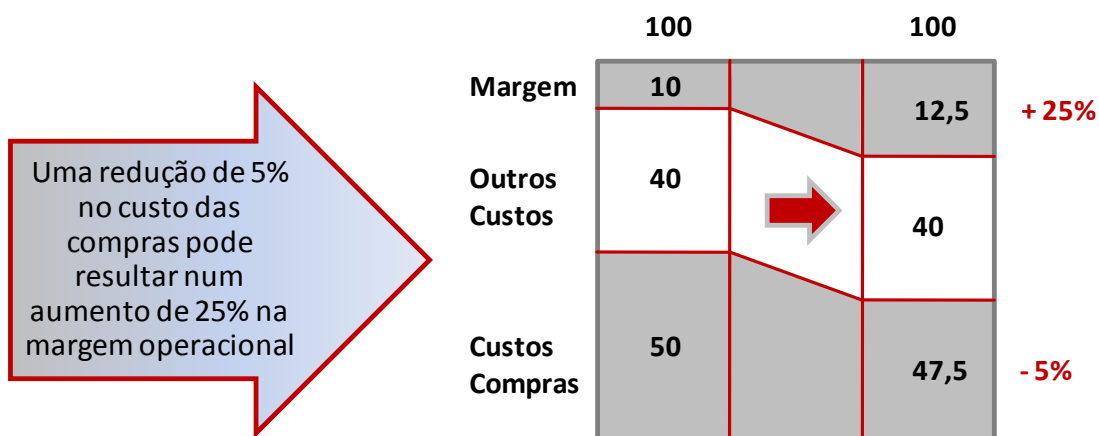 Uma redução de 5%
no custo das
compras pode
resultar num
aumento de 25% na
margem operacional
100 100
Margem 10 12,5 + 25%
Outros
Custos 40 40
Custos
Compras 50 47,5 - 5%